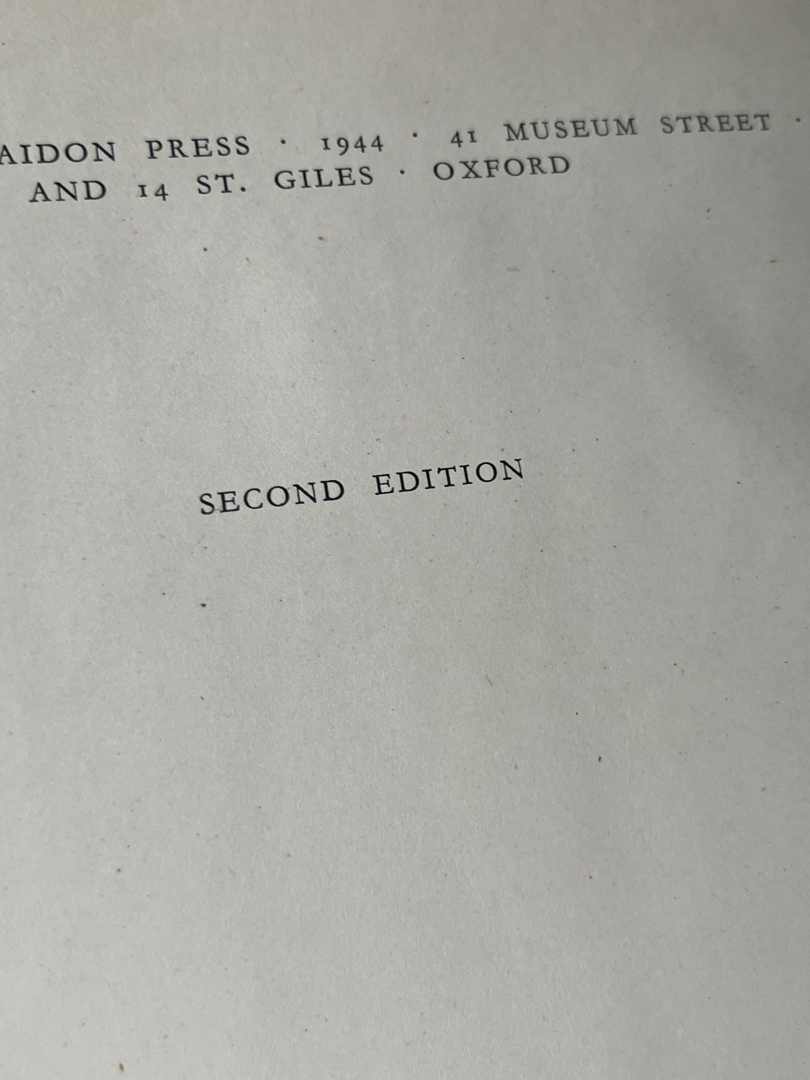 AIDON PRESS · 1944 · 41 MUSEUM STREET ·
AND 14 ST. GILES · OXFORD
SECOND EDITION